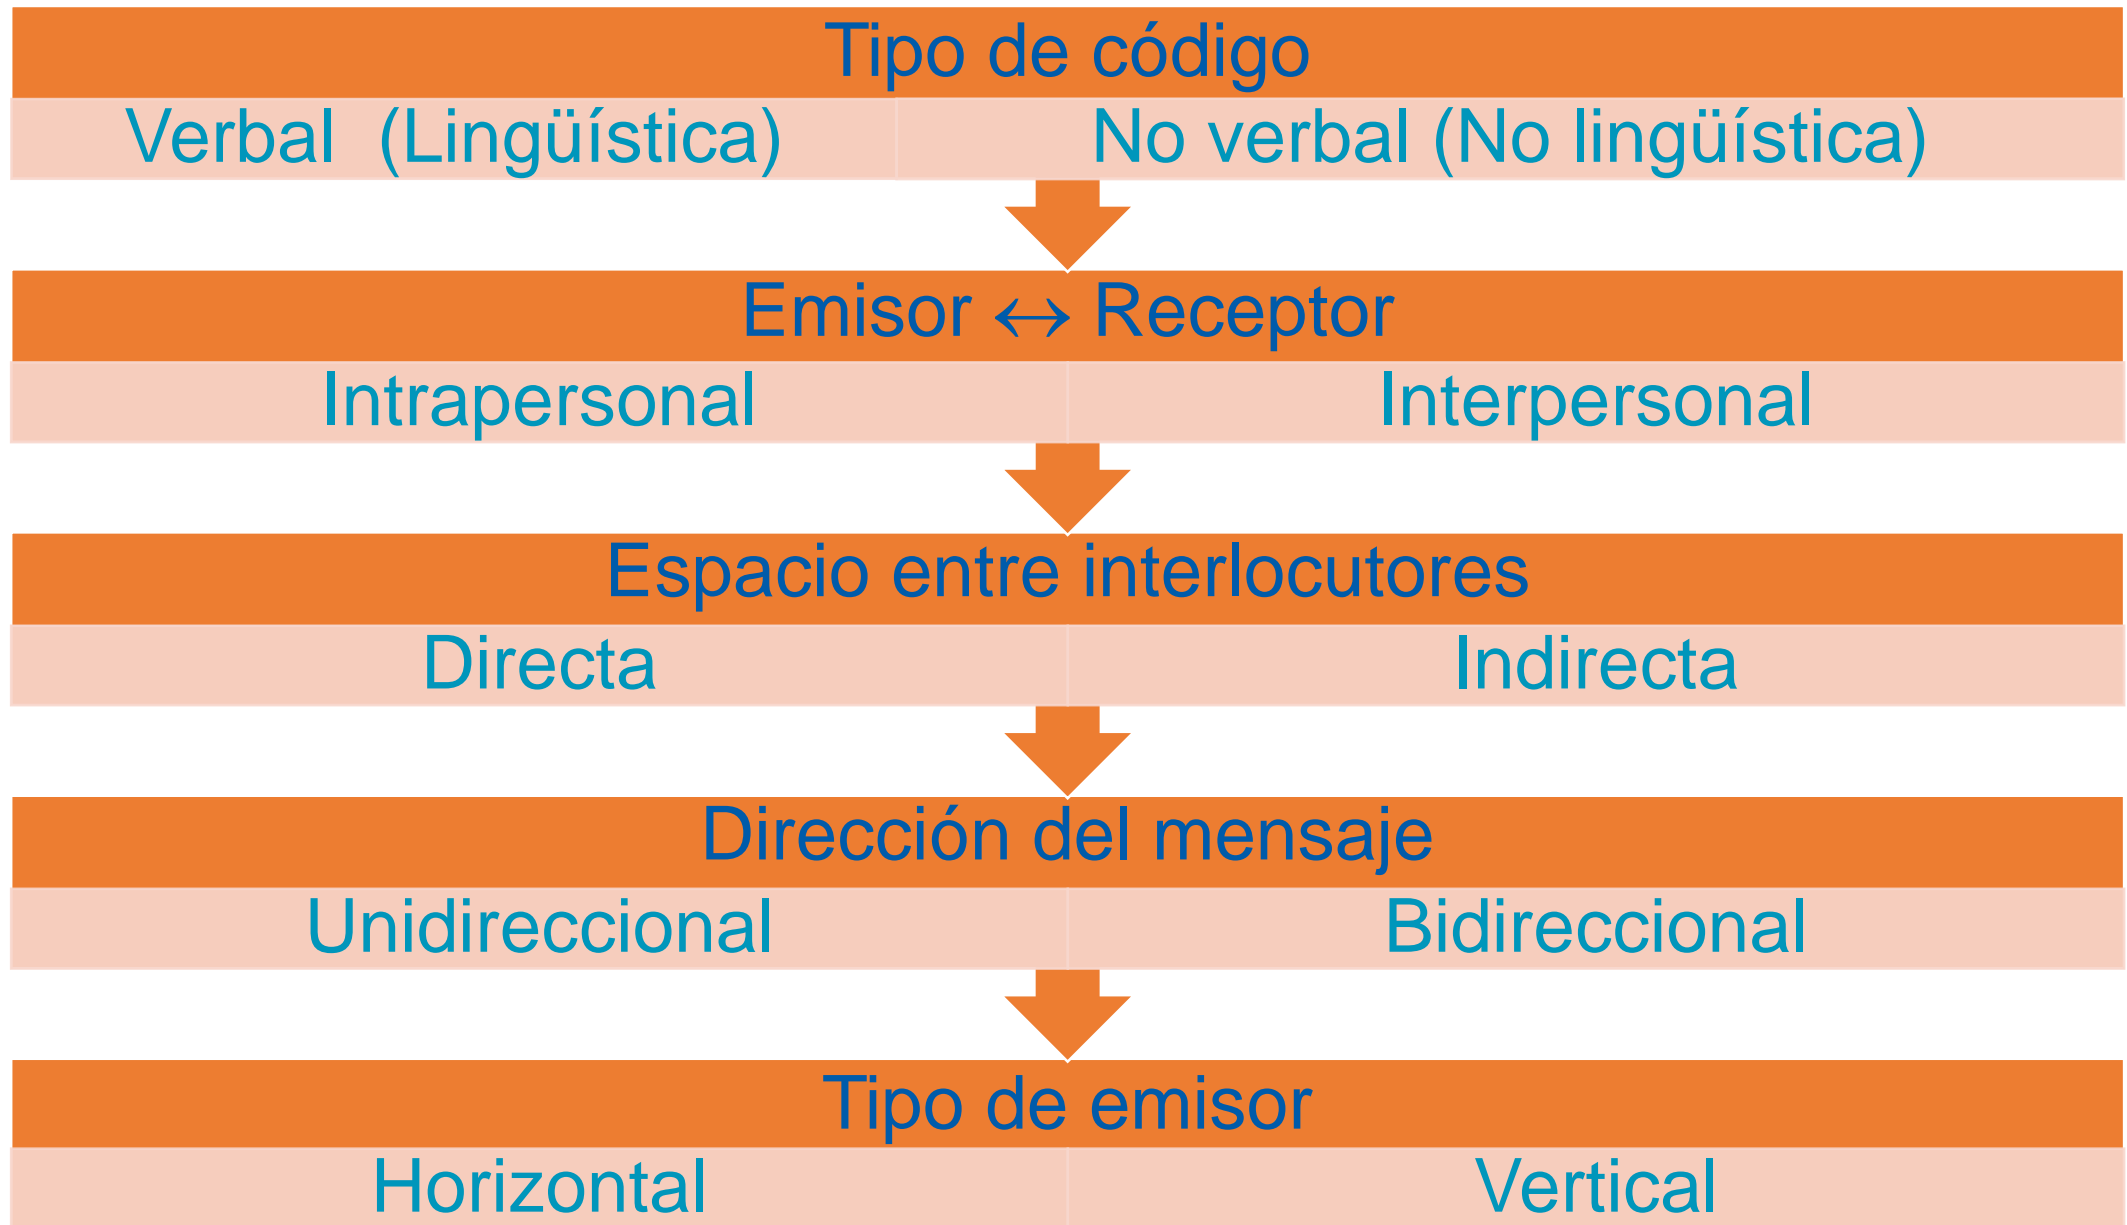 Tipo de código
Verbal (Lingüística) No verbal (No lingüística)
Emisor ↔ Receptor
Intrapersonal Interpersonal
Espacio entre interlocutores
Directa Indirecta
Dirección del mensaje
Unidireccional Bidireccional
Tipo de emisor
Horizontal Vertical